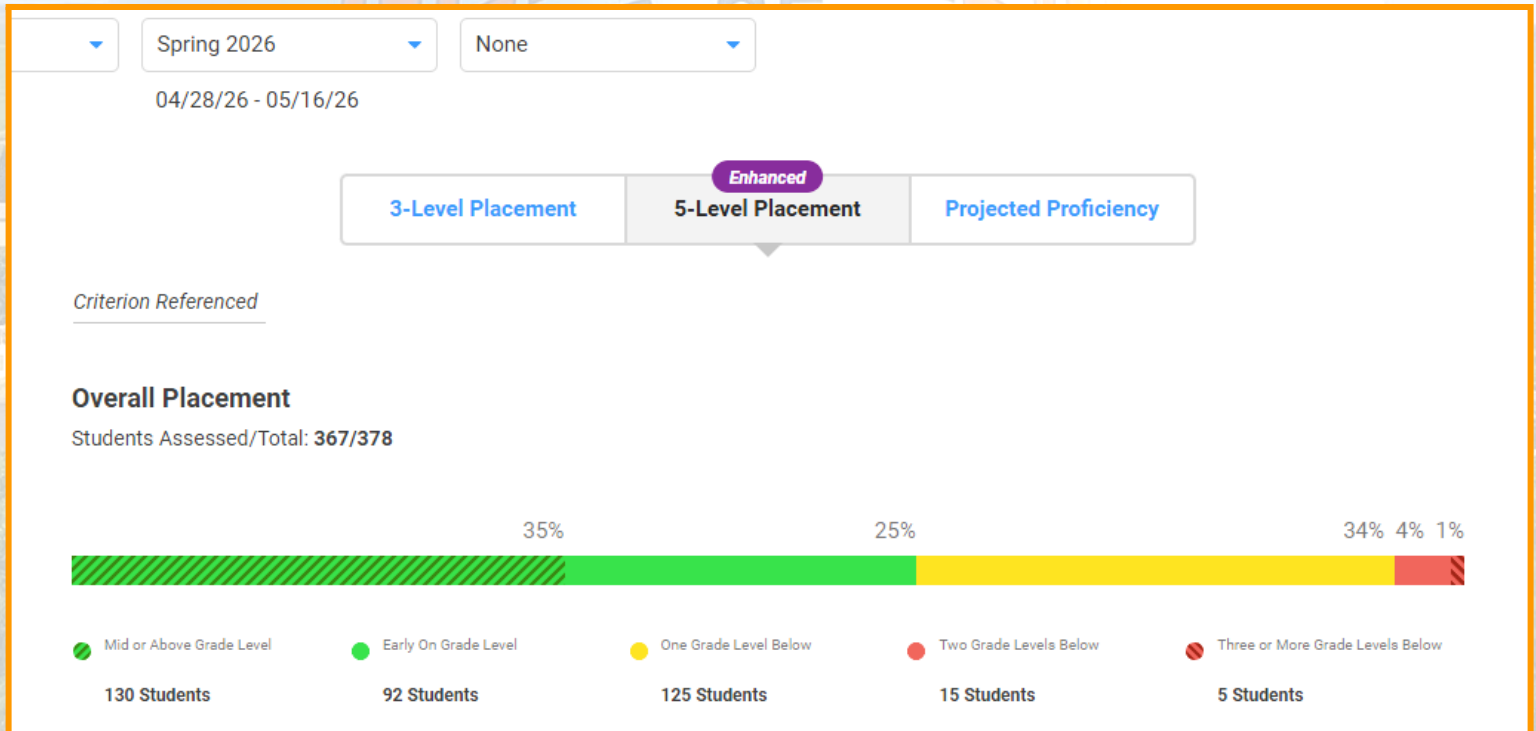 Spring 2026
None
04/28/26 - 05/16/26
Enhanced
3-Level Placement
5-Level Placement
Projected Proficiency
Criterion Referenced
Overall Placement
Students Assessed/Total: 367/378
35% 25% 34% 4% 1%
Mid or Above Grade Level
Early On Grade Level
One Grade Level Below
Two Grade Levels Below
Three or More Grade Levels Below
130 Students
92 Students
125 Students
15 Students
5 Students